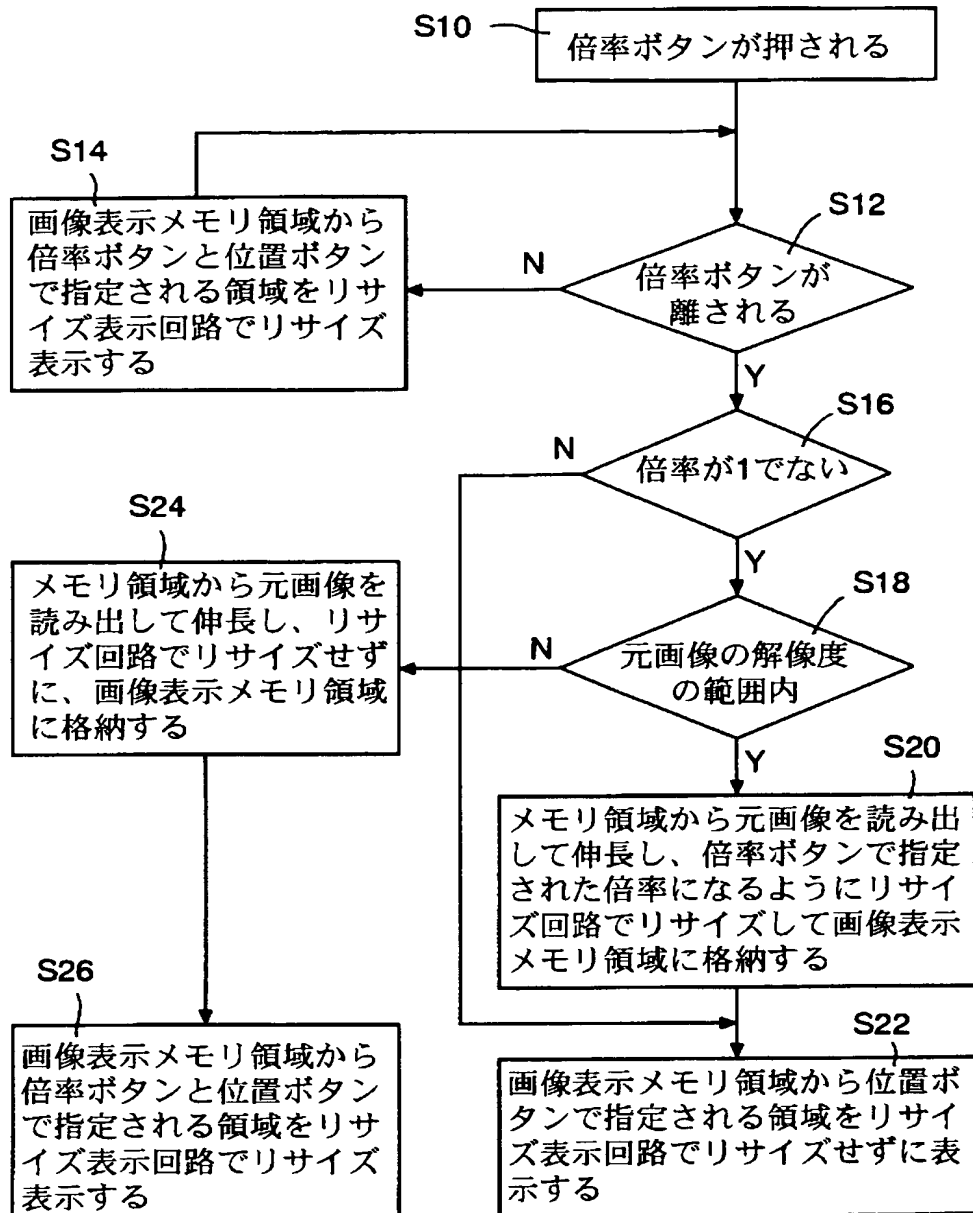 S10
倍率ボタンが押される
S14
画像表示メモリ領域から
倍率ボタンと位置ボタン
で指定される領域をリサ
イズ表示回路でリサイズ
表示する
S12
N
倍率ボタンが
離される
Y
S16
N
倍率が1でない
Y
S24
メモリ領域から元画像を
読み出して伸長し、リサ
イズ回路でリサイズせず
に、画像表示メモリ領域
に格納する
S18
N
元画像の解像度
の範囲内
Y
S20
メモリ領域から元画像を読み出
して伸長し、倍率ボタンで指定
された倍率になるようにリサイ
ズ回路でリサイズして画像表示
メモリ領域に格納する
S26
画像表示メモリ領域から
倍率ボタンと位置ボタン
で指定される領域をリサ
イズ表示回路でリサイズ
表示する
S22
画像表示メモリ領域から位置ボ
タンで指定される領域をリサイ
ズ表示回路でリサイズせずに表
示する